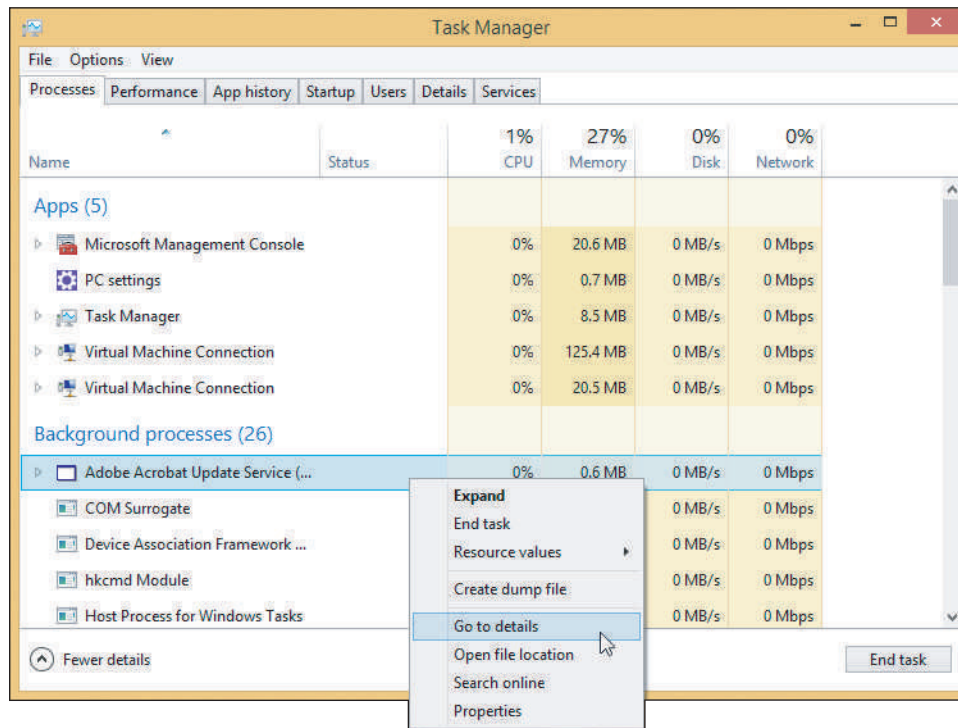 Task Manager
File Options View
Processes Performance App history Startup Users Details Services
1% 27% 0% 0%
Name Status CPU Memory Disk Network
Apps (5)
Microsoft Management Console 0% 20.6 MB 0 MB/s 0 Mbps
PC settings 0% 0.7 MB 0 MB/s 0 Mbps
Task Manager 0% 8.5 MB 0 MB/s 0 Mbps
Virtual Machine Connection 0% 125.4 MB 0 MB/s 0 Mbps
Virtual Machine Connection 0% 20.5 MB 0 MB/s 0 Mbps
Background processes (26)
Adobe Acrobat Update Service (... 0% 0.6 MB 0 MB/s 0 Mbps
COM Surrogate 0 MB/s 0 Mbps
Device Association Framework ... 0 MB/s 0 Mbps
hkcmd Module 0 MB/s 0 Mbps
Host Process for Windows Tasks 0 MB/s 0 Mbps
Expand
End task
Resource values
Create dump file
Go to details
Open file location
Search online
Properties
Fewer details End task